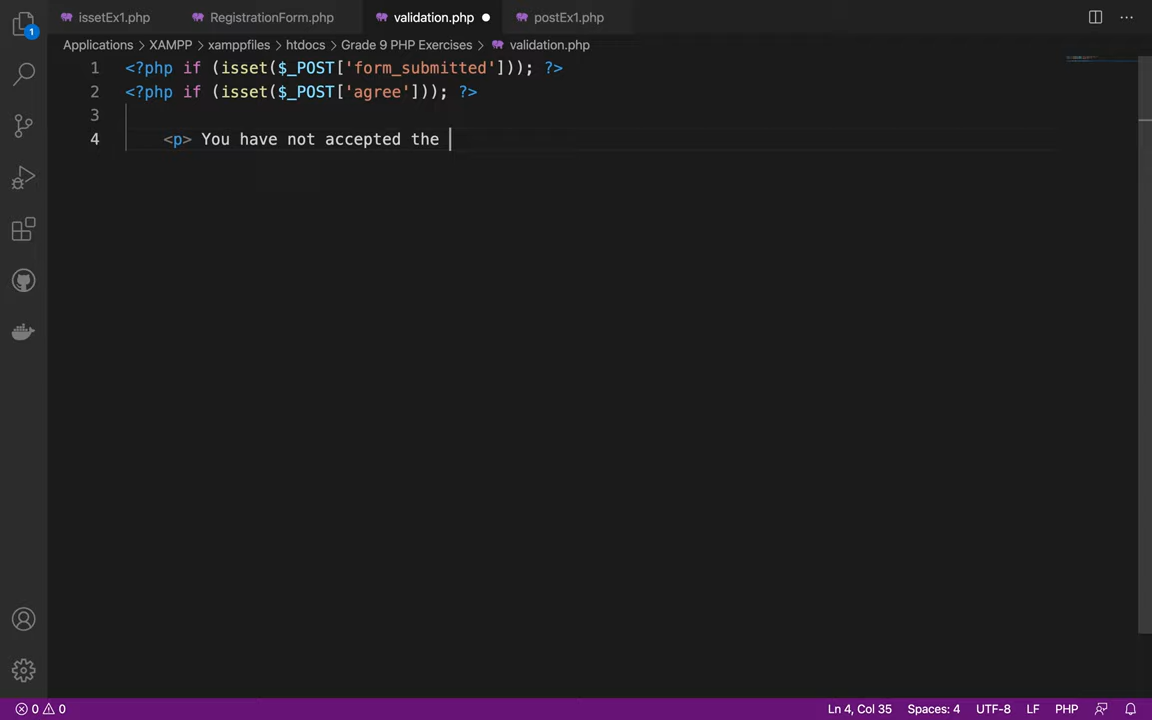 issetEx1.php RegistrationForm.php validation.php postEx1.php
Applications > XAMPP > xamppfiles > htdocs > Grade 9 PHP Exercises > validation.php
1 <?php if (isset($_POST['form_submitted'])); ?>
2 <?php if (isset($_POST['agree'])); ?>
3
4 <p> You have not accepted the
1
0 0 Ln 4, Col 35 Spaces: 4 UTF-8 LF PHP